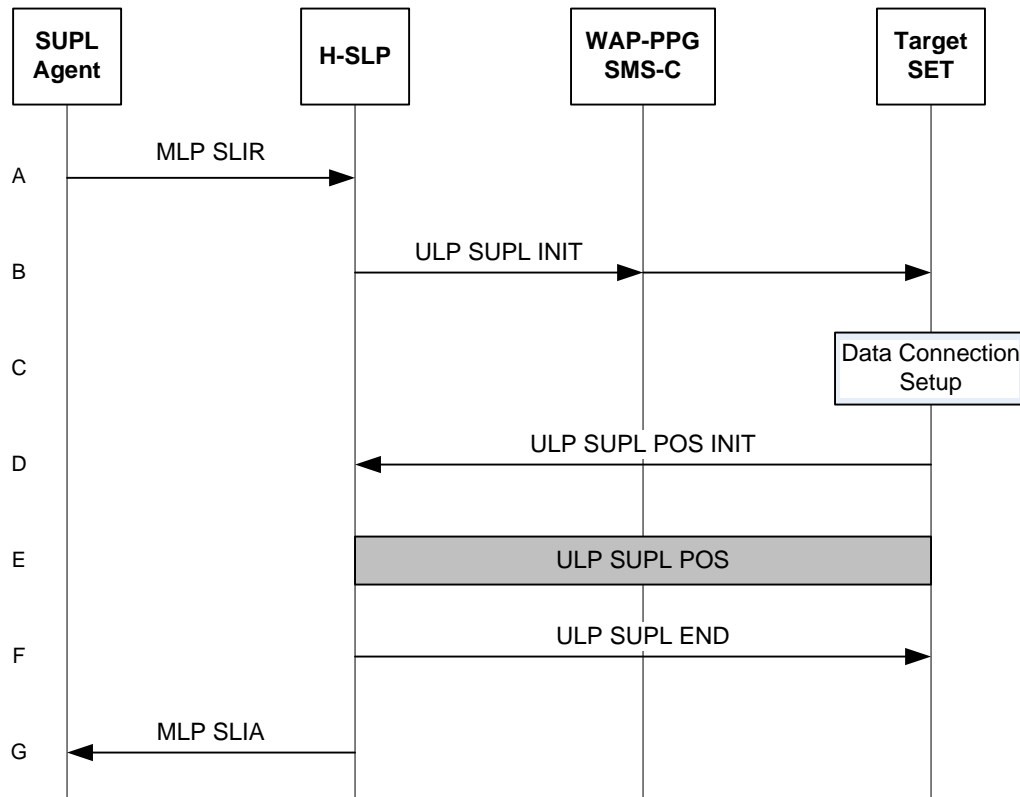 SUPL
Agent
H-SLP
WAP-PPG
SMS-C
Target
SET
A
MLP SLIR
B
ULP SUPL INIT
C
Data Connection
Setup
D
ULP SUPL POS INIT
E
ULP SUPL POS
F
ULP SUPL END
G
MLP SLIA